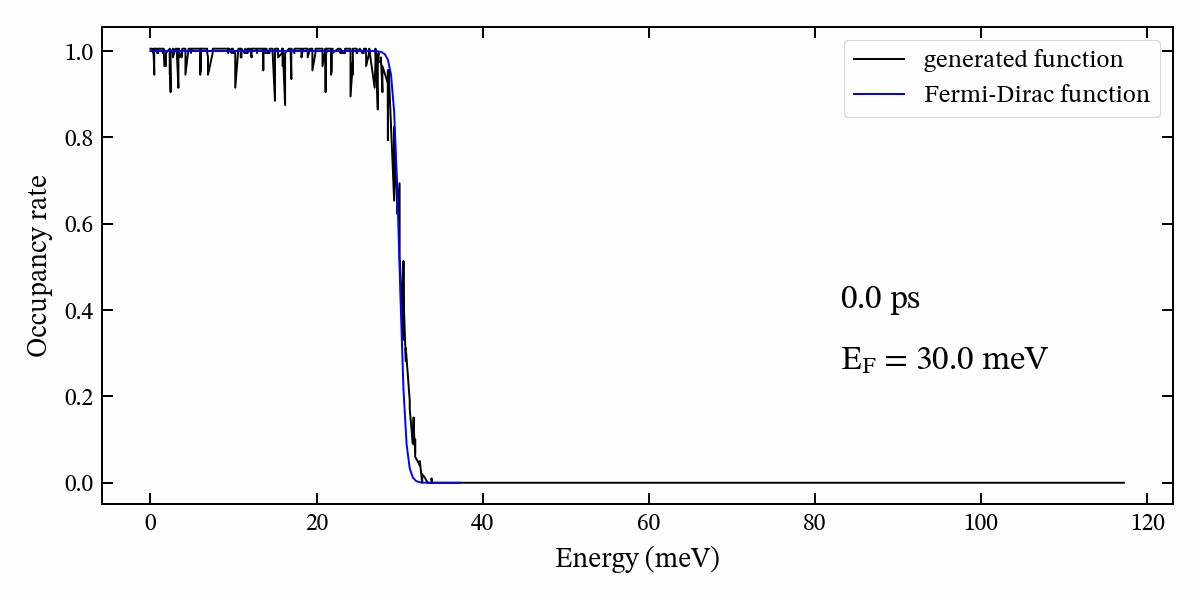 generated function
Fermi-Dirac function
Occupancy rate
1.0
0.8
0.6
0.4
0.2
0.0
0.0 ps
E_F = 30.0 meV
0 20 40 60 80 100 120
Energy (meV)